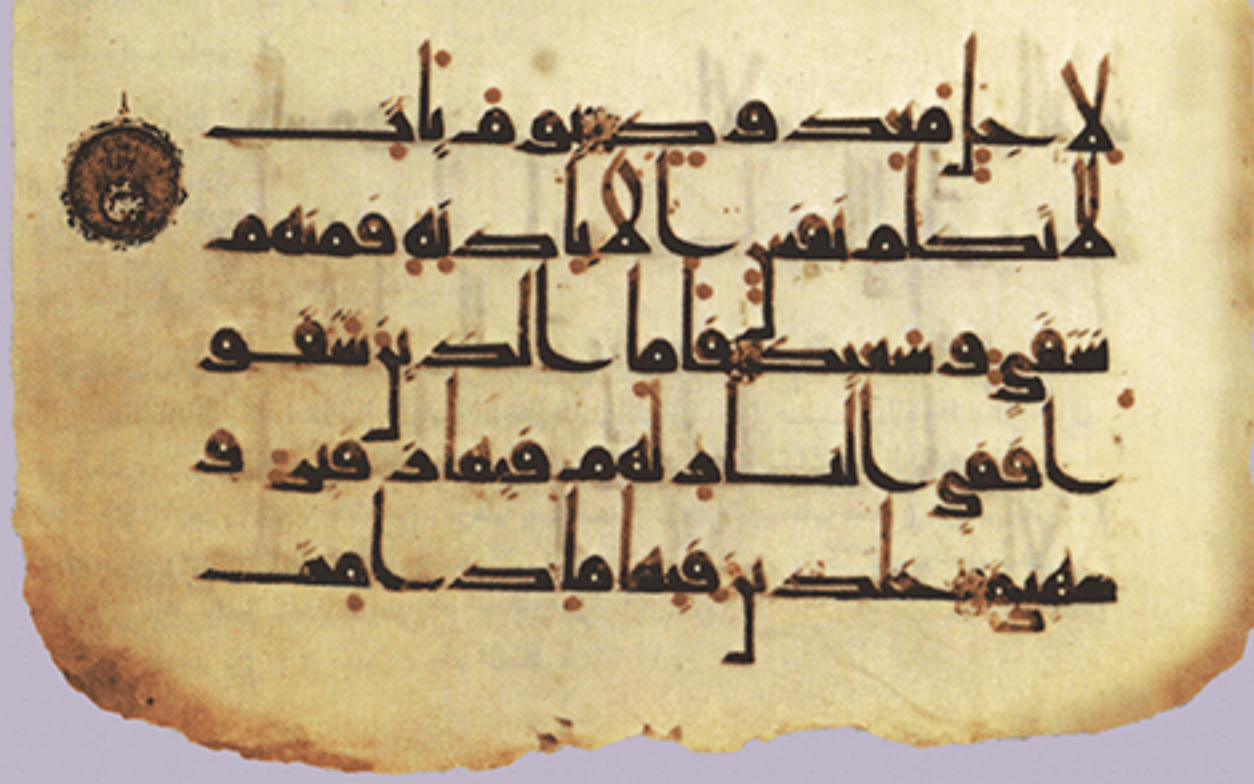 لاجل معدود يوم يات
لا تكلم نفس الا باذنه فمنهم
شقي وسعيد فاما الذين شقو
ا ففي النار لهم فيها زفير و
شهيق خلدين فيها ما دامت